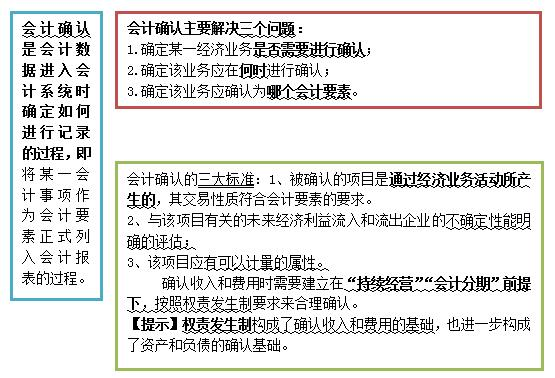 会计确认
是会计数
据进入会
计系统时
确定如何
进行记录
的过程，即
将某一会
计事项作
为会计要
素正式列
入会计报
表的过程。
会计确认主要解决三个问题：
1.确定某一经济业务是否需要进行确认；
2.确定该业务应在何时进行确认；
3.确定该业务应确认为哪个会计要素。
会计确认的三大标准：1、被确认的项目是通过经济业务活动所产
生的，其交易性质符合会计要素的要求。
2、与该项目有关的未来经济利益流入和流出企业的不确定性能明
确的评估；
3、该项目应有可以计量的属性。
确认收入和费用时需要建立在“持续经营”“会计分期”前提
下，按照权责发生制要求来合理确认。
【提示】权责发生制构成了确认收入和费用的基础，也进一步构成
了资产和负债的确认基础。